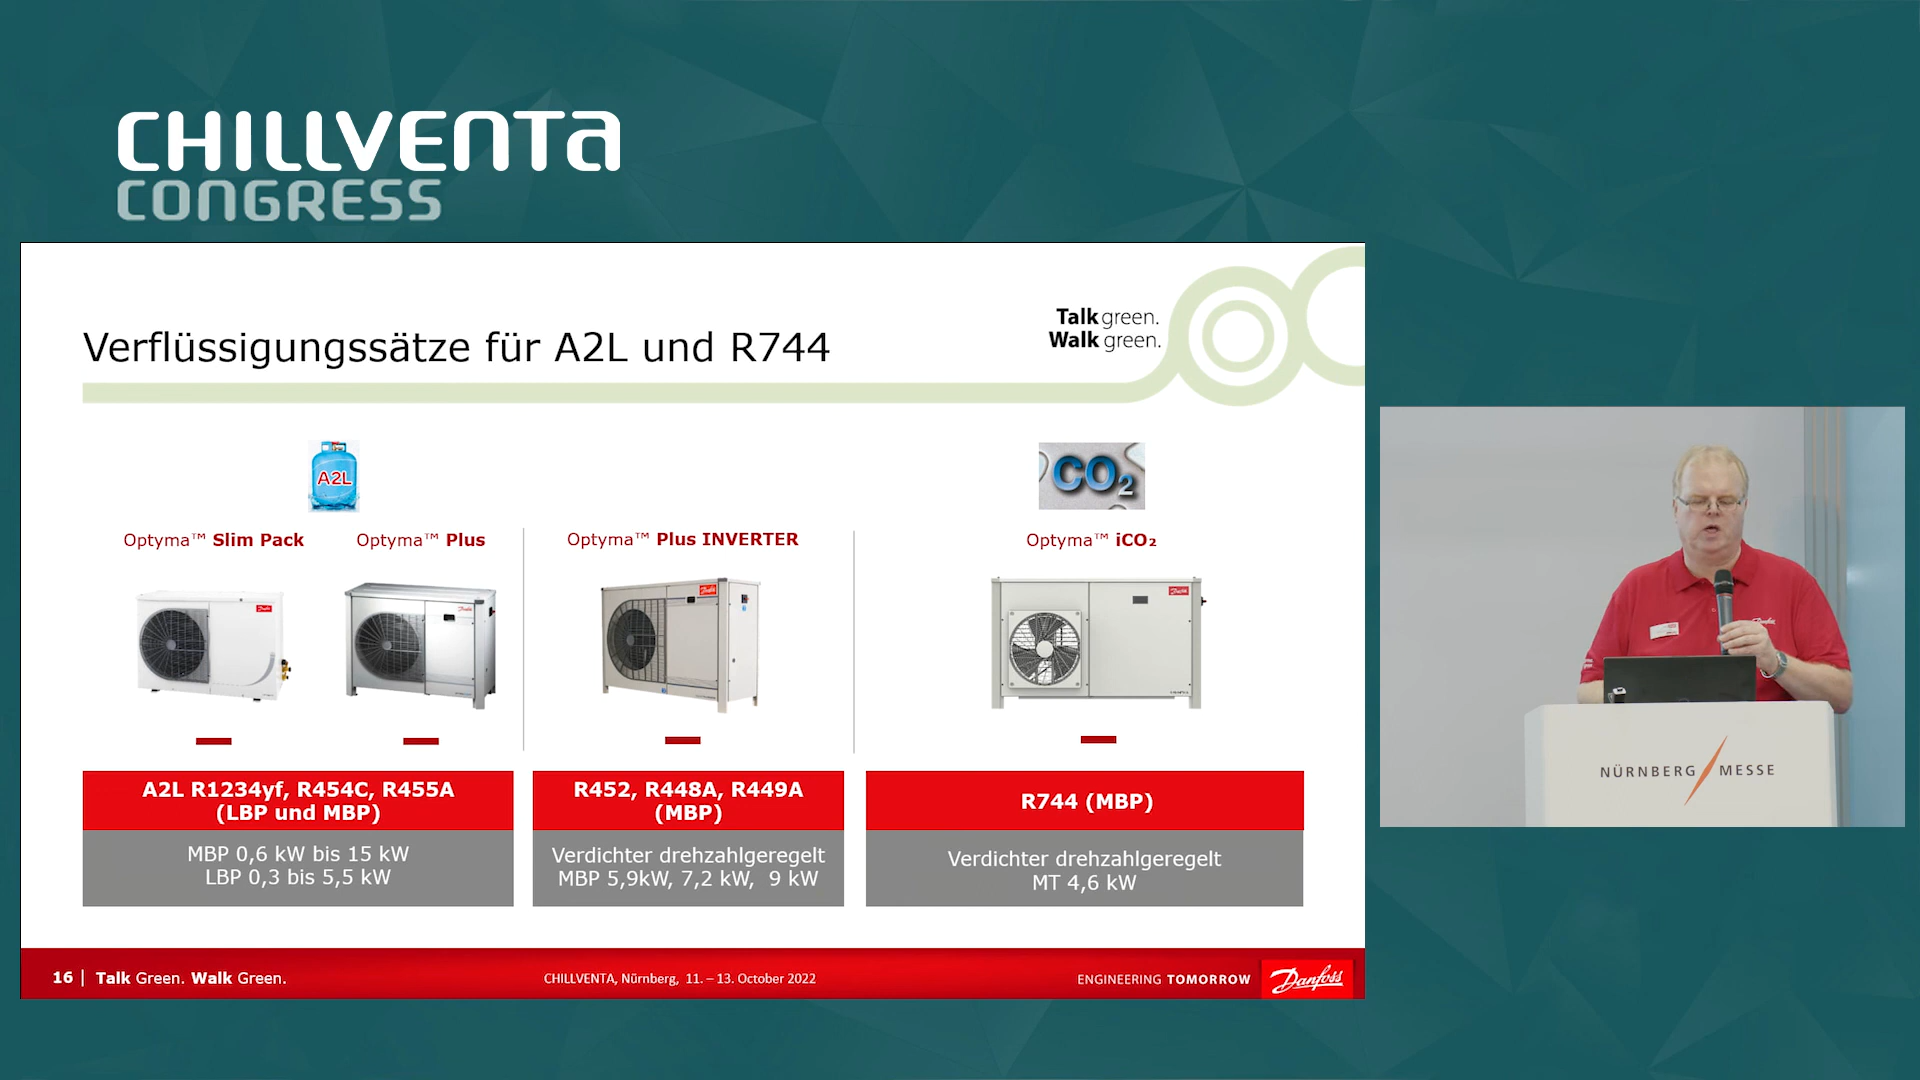 CHILLVENTA
CONGRESS
Verflüssigungssätze für A2L und R744
Talk green.
Walk green.
A2L
CO₂
Optyma™ Slim Pack
Optyma™ Plus
Optyma™ Plus INVERTER
Optyma™ iCO₂
A2L R1234yf, R454C, R455A
(LBP und MBP)
MBP 0,6 kW bis 15 kW
LBP 0,3 bis 5,5 kW
R452, R448A, R449A
(MBP)
Verdichter drehzahlgeregelt
MBP 5,9kW, 7,2 kW,  9 kW
R744 (MBP)
Verdichter drehzahlgeregelt
MT 4,6 kW
16 | Talk Green. Walk Green.
CHILLVENTA, Nürnberg, 11. – 13. October 2022
ENGINEERING TOMORROW
Danfoss
NÜRNBERG MESSE